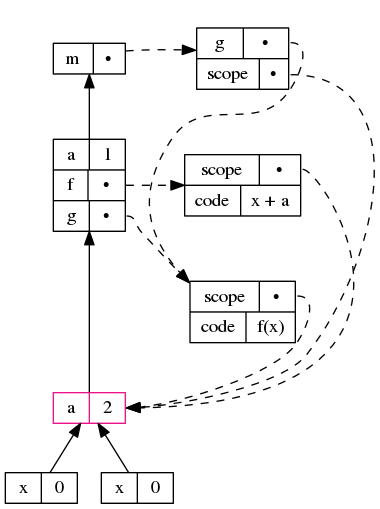 m •
g •
scope •
a 1
f •
g •
scope •
code x + a
scope •
code f(x)
a 2
x 0
x 0